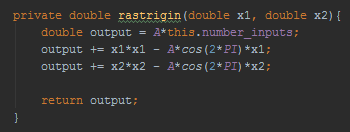 private double rastrigin(double x1, double x2){
double output = A*this.number_inputs;
output += x1*x1 - A*cos(2*PI)*x1;
output += x2*x2 - A*cos(2*PI)*x2;
return output;
}